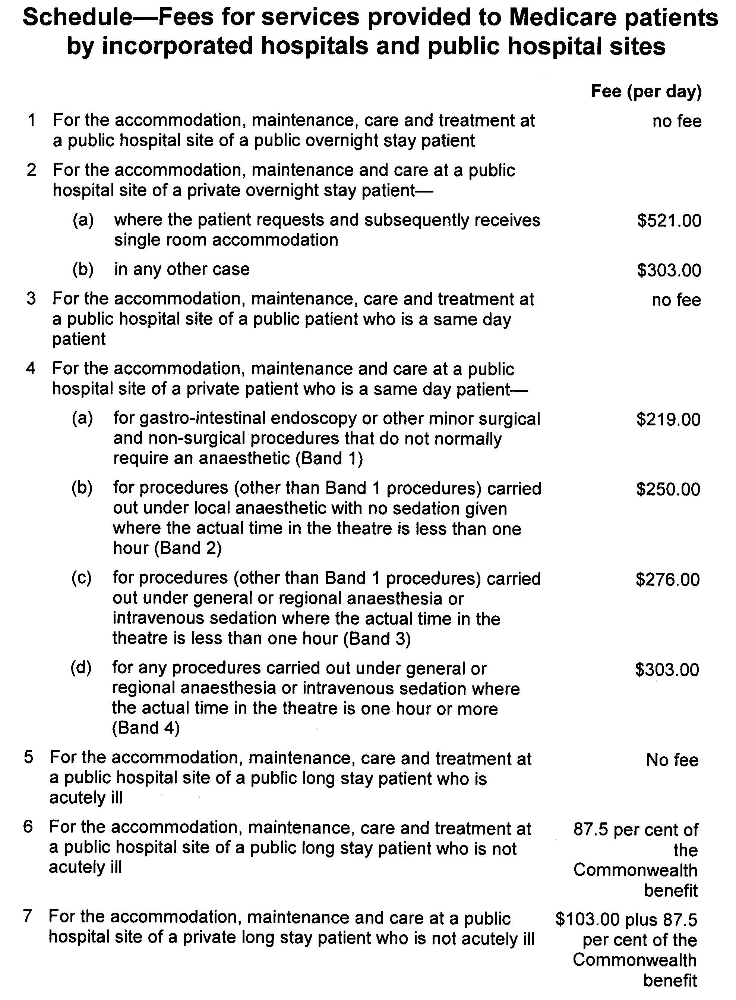 Schedule—Fees for services provided to Medicare patients
by incorporated hospitals and public hospital sites
Fee (per day)
1 For the accommodation, maintenance, care and treatment at no fee
a public hospital site of a public overnight stay patient
2 For the accommodation, maintenance and care at a public
hospital site of a private overnight stay patient—
(a) where the patient requests and subsequently receives $521.00
single room accommodation
(b) in any other case $303.00
3 For the accommodation, maintenance, care and treatment at no fee
a public hospital site of a public patient who is a same day
patient
4 For the accommodation, maintenance and care at a public
hospital site of a private patient who is a same day patient—
(a) for gastro-intestinal endoscopy or other minor surgical $219.00
and non-surgical procedures that do not normally
require an anaesthetic (Band 1)
(b) for procedures (other than Band 1 procedures) carried $250.00
out under local anaesthetic with no sedation given
where the actual time in the theatre is less than one
hour (Band 2)
(c) for procedures (other than Band 1 procedures) carried $276.00
out under general or regional anaesthesia or
intravenous sedation where the actual time in the
theatre is less than one hour (Band 3)
(d) for any procedures carried out under general or $303.00
regional anaesthesia or intravenous sedation where
the actual time in the theatre is one hour or more
(Band 4)
5 For the accommodation, maintenance, care and treatment at No fee
a public hospital site of a public long stay patient who is
acutely ill
6 For the accommodation, maintenance, care and treatment at 87.5 per cent of
a public hospital site of a public long stay patient who is not the
acutely ill Commonwealth
benefit
7 For the accommodation, maintenance and care at a public $103.00 plus 87.5
hospital site of a private long stay patient who is not acutely ill per cent of the
Commonwealth
benefit